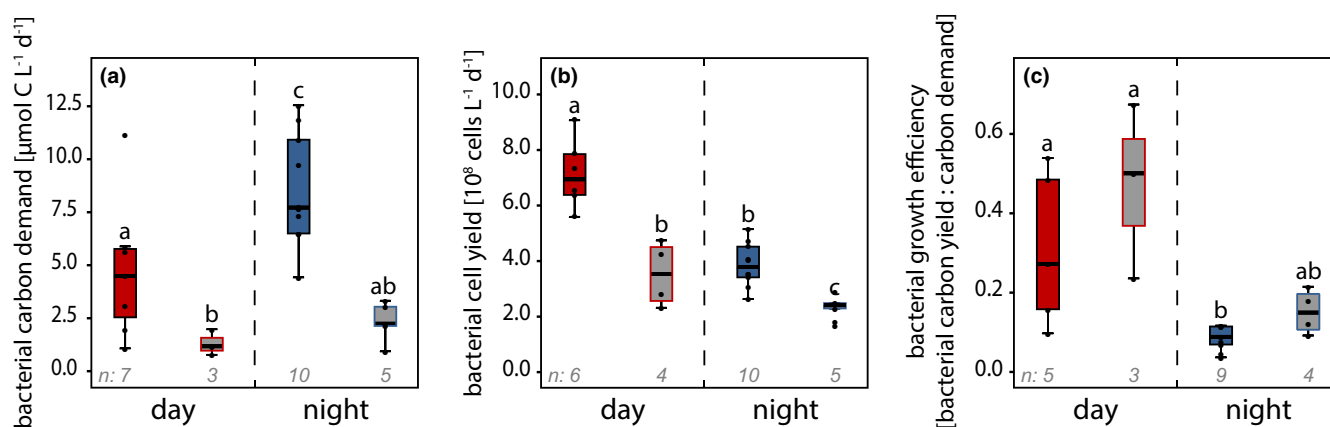 bacterial carbon demand [μmol C L⁻¹ d⁻¹]
(a)
12.5
10.0
7.5
5.0
2.5
0.0
a
b
c
ab
n: 7 3 10 5
day night
bacterial cell yield [10⁸ cells L⁻¹ d⁻¹]
(b)
10.0
8.0
6.0
4.0
2.0
0.0
a
b
b
c
n: 6 4 10 5
day night
bacterial growth efficiency
[bacterial carbon yield : carbon demand]
(c)
0.6
0.4
0.2
0.0
a
a
b
ab
n: 5 3 9 4
day night